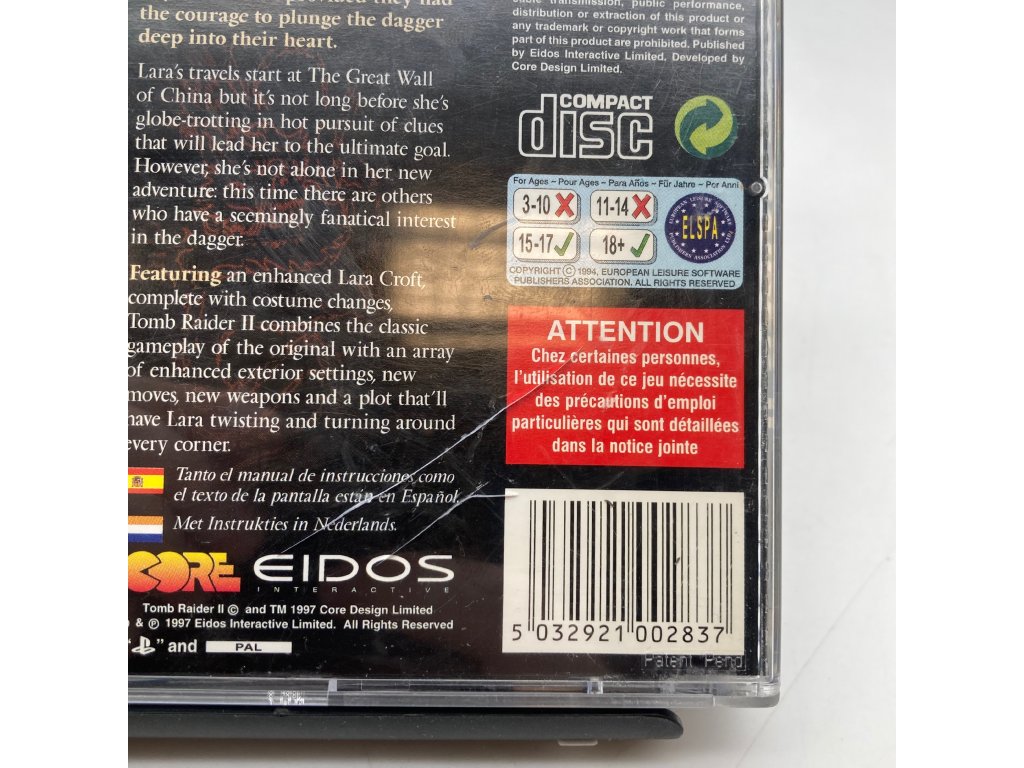 provided they had
the courage to plunge the dagger
deep into their heart.
Lara's travels start at The Great Wall
of China but it's not long before she's
globe-trotting in hot pursuit of clues
that will lead her to the ultimate goal.
However, she's not alone in her new
adventure: this time there are others
who have a seemingly fanatical interest
in the dagger.
Featuring an enhanced Lara Croft,
complete with costume changes,
Tomb Raider II combines the classic
gameplay of the original with an array
of enhanced exterior settings, new
moves, new weapons and a plot that'll
have Lara twisting and turning around
every corner.
Tanto el manual de instrucciones como
el texto de la pantalla están en Español.
Met Instrukties in Nederlands.
CORE EIDOS
INTERACTIVE
Tomb Raider II © and TM 1997 Core Design Limited
& ℗ 1997 Eidos Interactive Limited. All Rights Reserved
" and PAL
transmission, public performance,
distribution or extraction of this product or
any trademark or copyright work that forms
part of this product are prohibited. Published
by Eidos Interactive Limited. Developed by
Core Design Limited.
COMPACT
disc
For Ages ~ Pour Ages ~ Para Años ~ Für Jahre ~ Per Anni
3-10 11-14
15-17 18+
ELSPA
EUROPEAN LEISURE SOFTWARE PUBLISHERS ASSOCIATION LTD
COPYRIGHT © 1994, EUROPEAN LEISURE SOFTWARE
PUBLISHERS ASSOCIATION. ALL RIGHTS RESERVED
ATTENTION
Chez certaines personnes,
l'utilisation de ce jeu nécessite
des précautions d'emploi
particulières qui sont détaillées
dans la notice jointe
5 032921 002837
Patent Pend